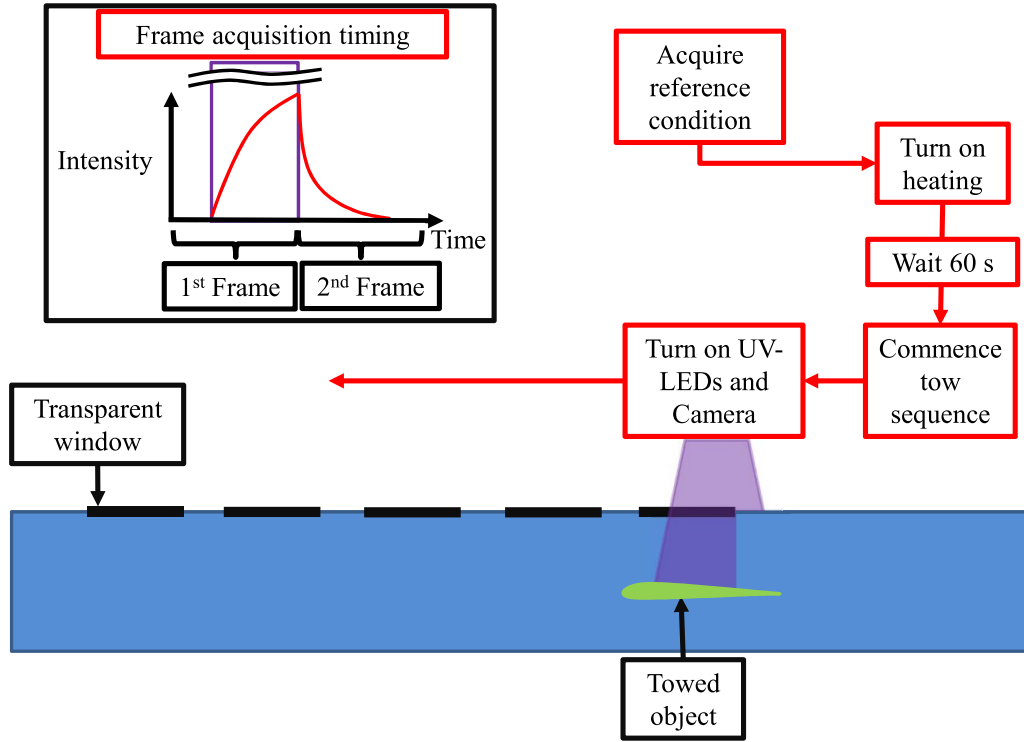 Frame acquisition timing
Intensity
Time
1st Frame
2nd Frame
Acquire
reference
condition
Turn on
heating
Wait 60 s
Commence
tow
sequence
Turn on UV-
LEDs and
Camera
Transparent
window
Towed
object